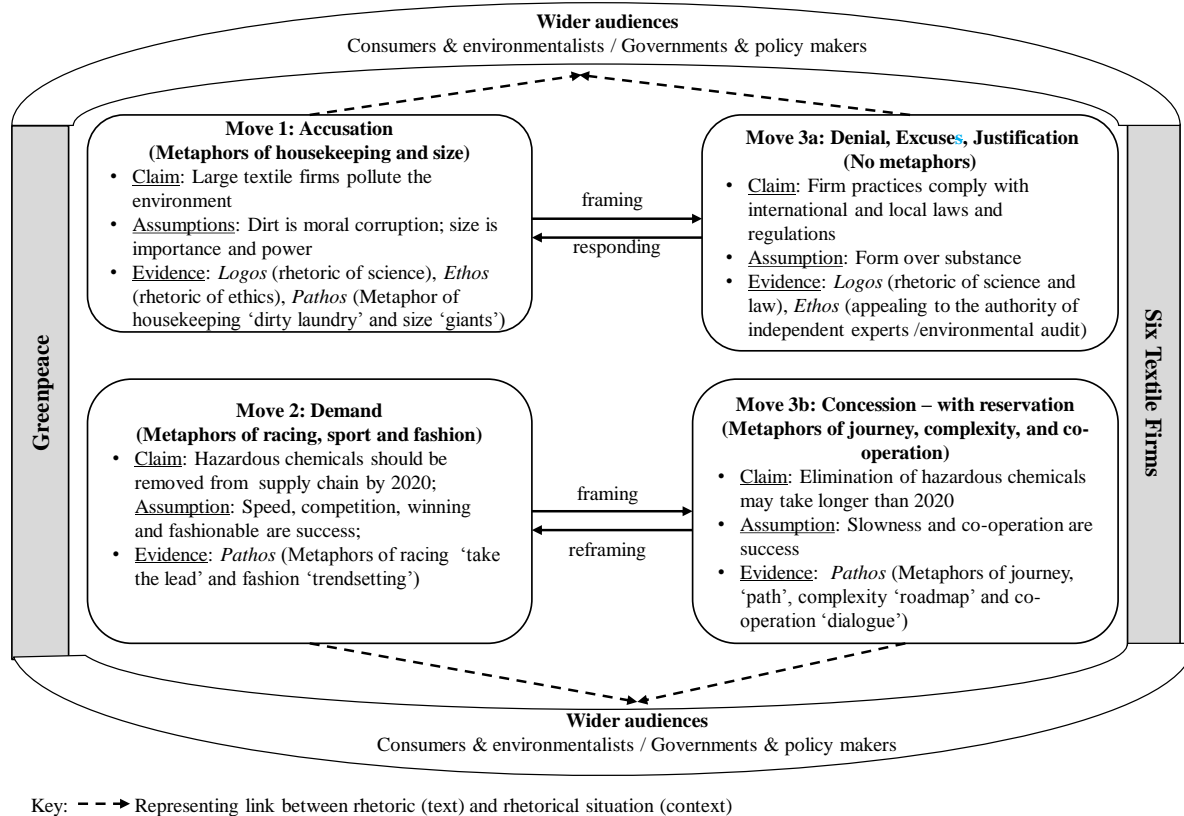 Wider audiences
Consumers & environmentalists / Governments & policy makers
Greenpeace
Move 1: Accusation
(Metaphors of housekeeping and size)
• Claim: Large textile firms pollute the
environment
• Assumptions: Dirt is moral corruption; size is
importance and power
• Evidence: Logos (rhetoric of science), Ethos
(rhetoric of ethics), Pathos (Metaphor of
housekeeping ‘dirty laundry’ and size ‘giants’)
framing
responding
Move 3a: Denial, Excuses, Justification
(No metaphors)
• Claim: Firm practices comply with
international and local laws and
regulations
• Assumption: Form over substance
• Evidence: Logos (rhetoric of science and
law), Ethos (appealing to the authority of
independent experts /environmental audit)
Six Textile Firms
Move 2: Demand
(Metaphors of racing, sport and fashion)
• Claim: Hazardous chemicals should be
removed from supply chain by 2020;
Assumption: Speed, competition, winning
and fashionable are success;
• Evidence: Pathos (Metaphors of racing ‘take
the lead’ and fashion ‘trendsetting’)
framing
reframing
Move 3b: Concession – with reservation
(Metaphors of journey, complexity, and co-
operation)
• Claim: Elimination of hazardous chemicals
may take longer than 2020
• Assumption: Slowness and co-operation are
success
• Evidence: Pathos (Metaphors of journey,
‘path’, complexity ‘roadmap’ and co-
operation ‘dialogue’)
Wider audiences
Consumers & environmentalists / Governments & policy makers
Key: Representing link between rhetoric (text) and rhetorical situation (context)